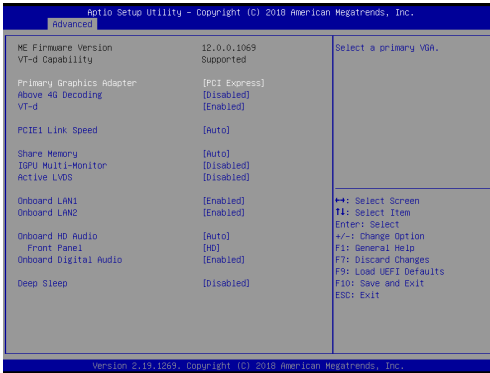 Aptio Setup Utility – Copyright (C) 2018 American Megatrends, Inc.
Advanced
ME Firmware Version 12.0.0.1069
VT-d Capability Supported
Primary Graphics Adapter [PCI Express]
Above 4G Decoding [Disabled]
VT-d [Enabled]
PCIE1 Link Speed [Auto]
Share Memory [Auto]
IGPU Multi-Monitor [Disabled]
Active LVDS [Disabled]
Onboard LAN1 [Enabled]
Onboard LAN2 [Enabled]
Onboard HD Audio [Auto]
Front Panel [HD]
Onboard Digital Audio [Enabled]
Deep Sleep [Disabled]
Select a primary VGA.
↔: Select Screen
↑↓: Select Item
Enter: Select
+/-: Change Option
F1: General Help
F7: Discard Changes
F9: Load UEFI Defaults
F10: Save and Exit
ESC: Exit
Version 2.19.1269. Copyright (C) 2018 American Megatrends, Inc.